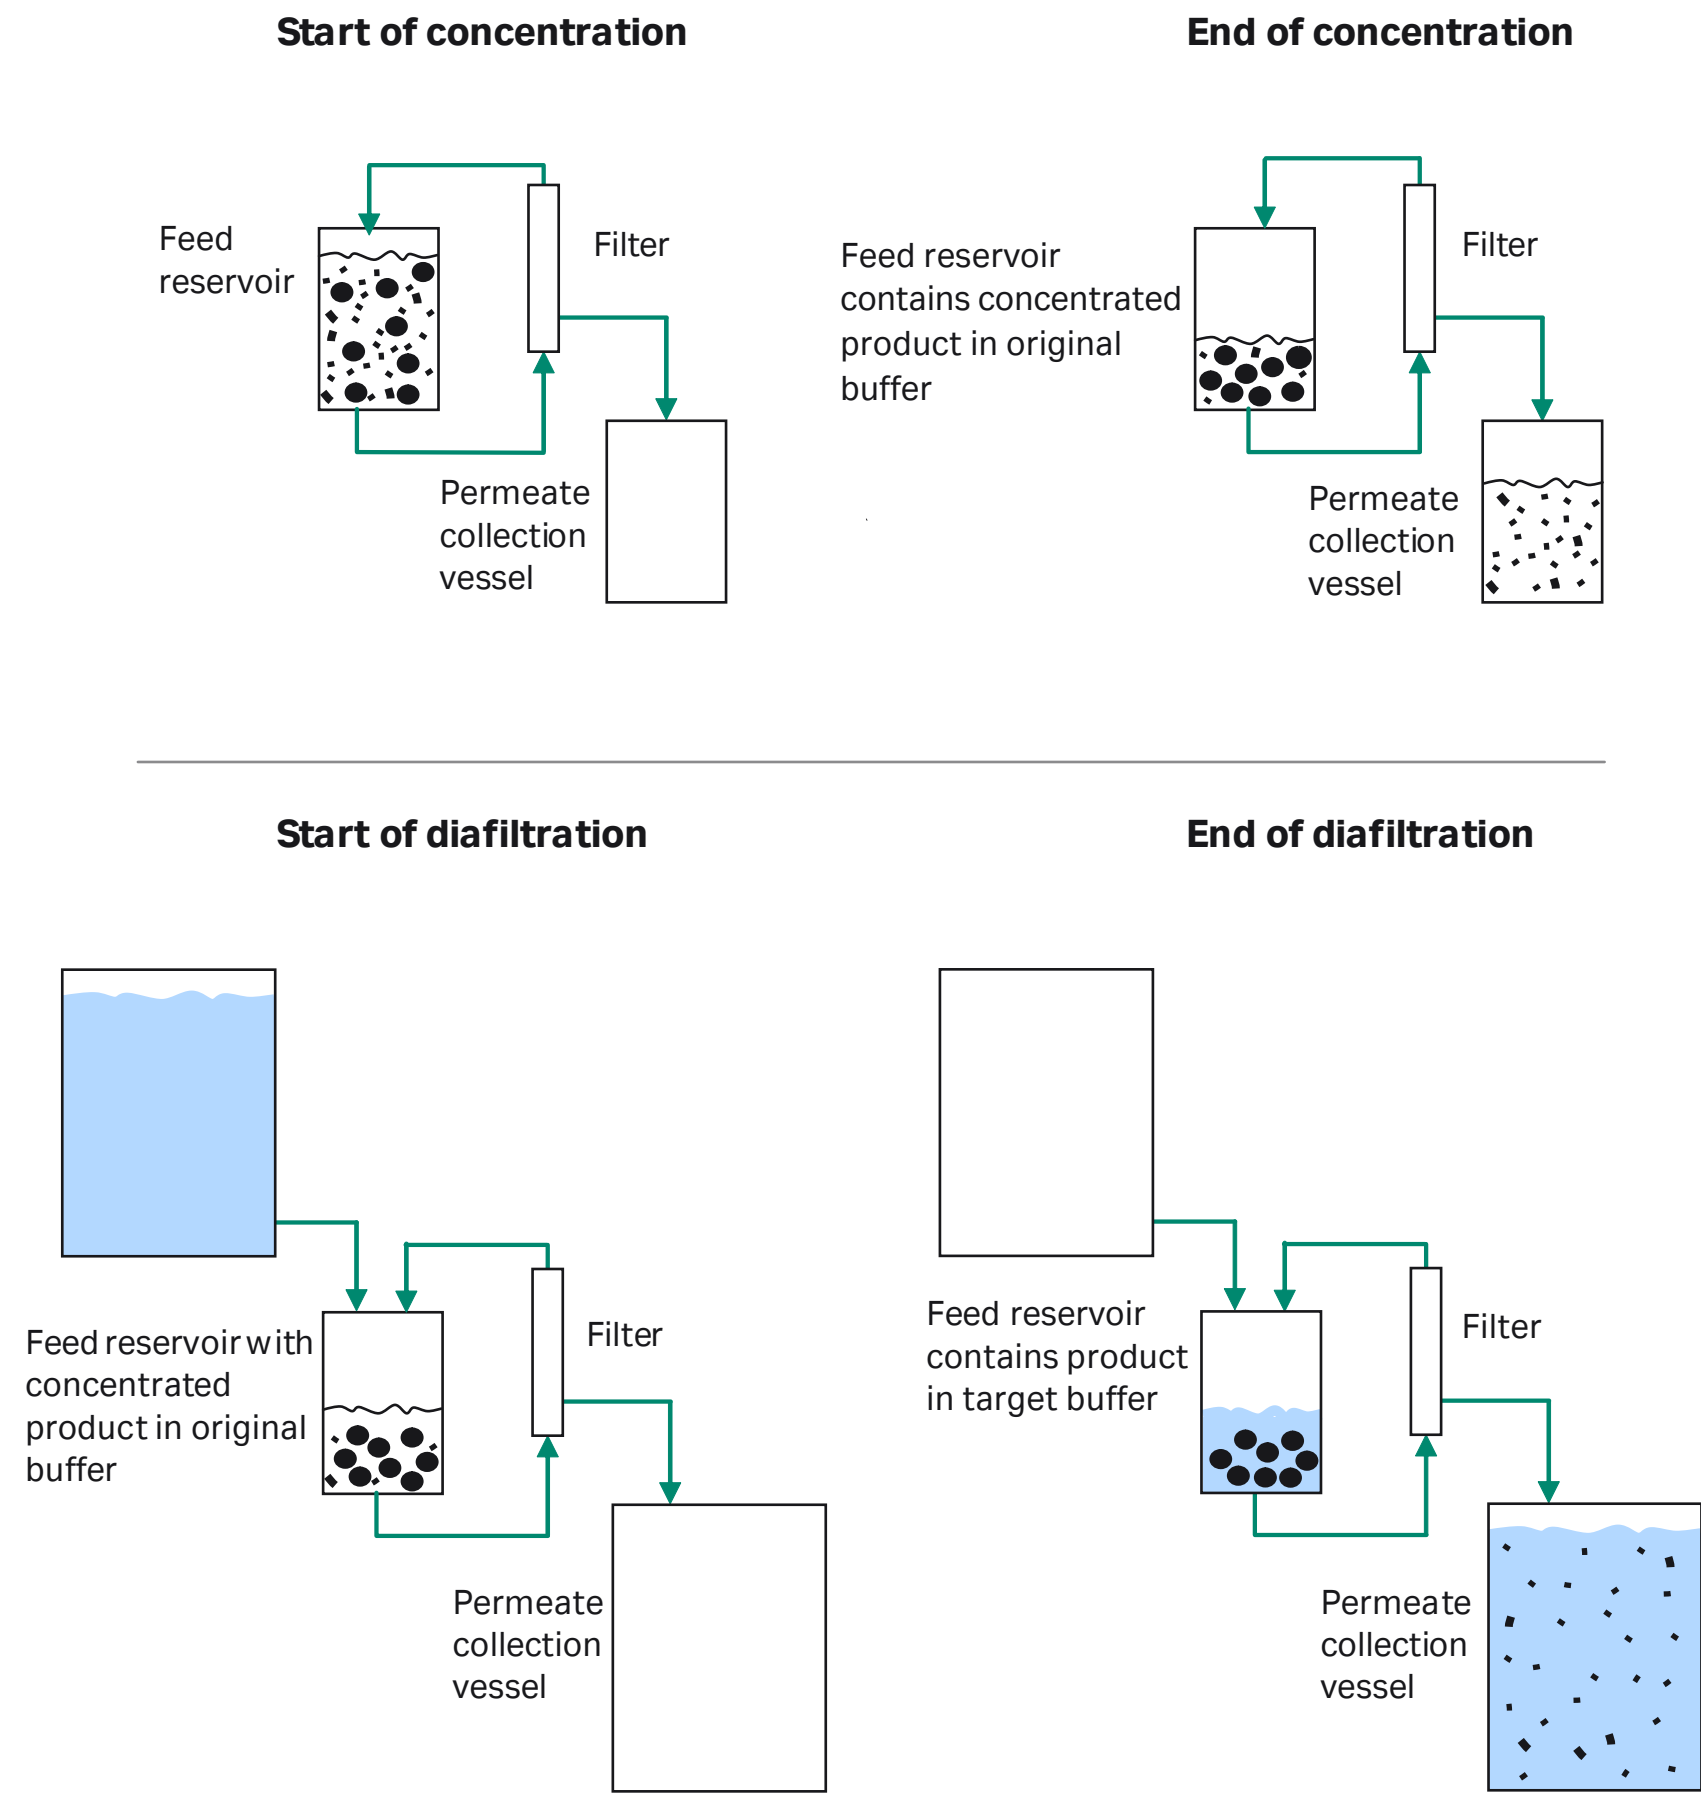 Start of concentration
End of concentration
Feed
reservoir
Filter
Permeate
collection
vessel
Feed reservoir
contains concentrated
product in original
buffer
Filter
Permeate
collection
vessel
Start of diafiltration
End of diafiltration
Feed reservoir with
concentrated
product in original
buffer
Filter
Permeate
collection
vessel
Feed reservoir
contains product
in target buffer
Filter
Permeate
collection
vessel